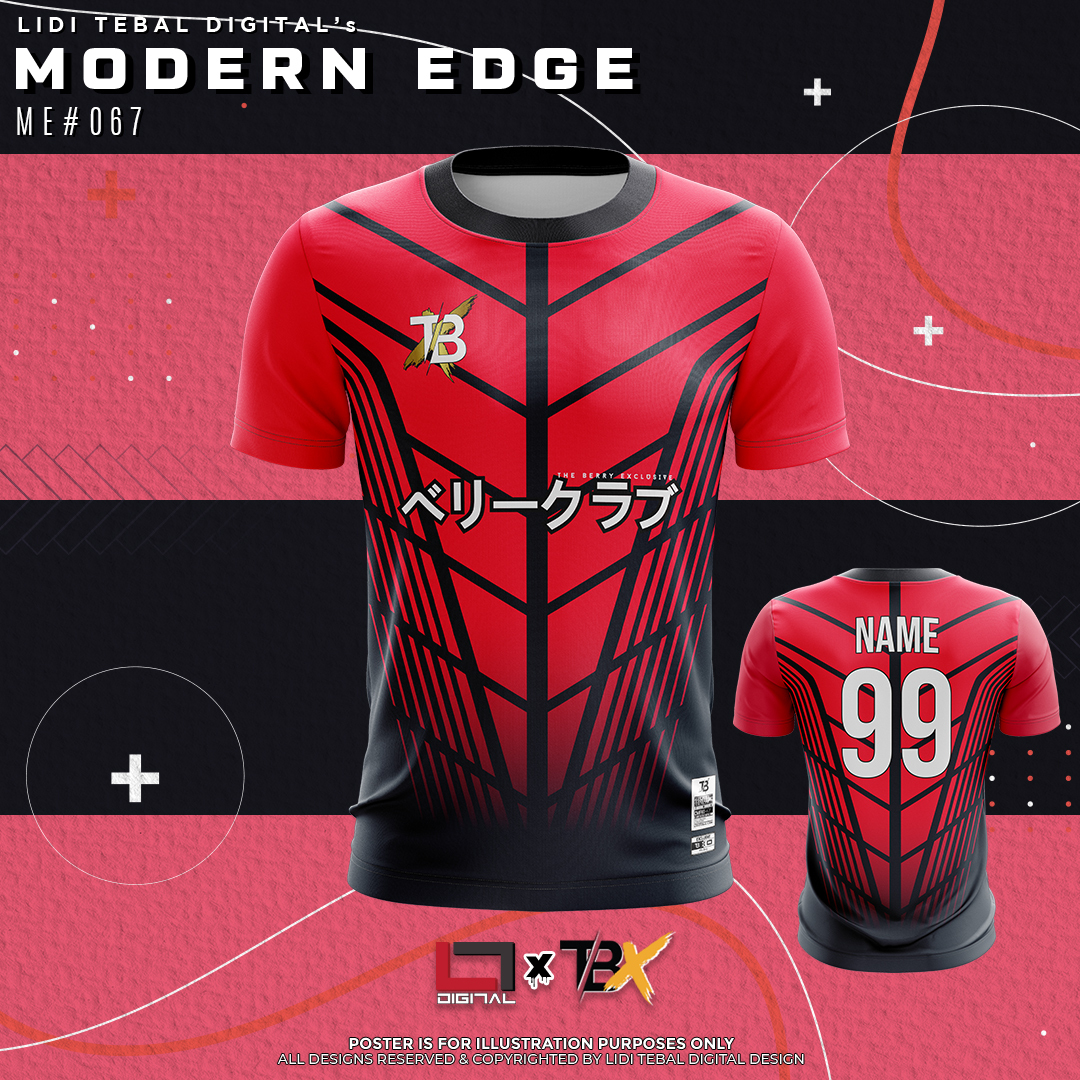 LIDI TEBAL DIGITAL's
MODERN EDGE
ME#067
TBX
THE BERRY EXCLUSIVE
ベリークラブ
NAME
99
TB
DIGITAL
X
TBX
POSTER IS FOR ILLUSTRATION PURPOSES ONLY
ALL DESIGNS RESERVED & COPYRIGHTED BY LIDI TEBAL DIGITAL DESIGN